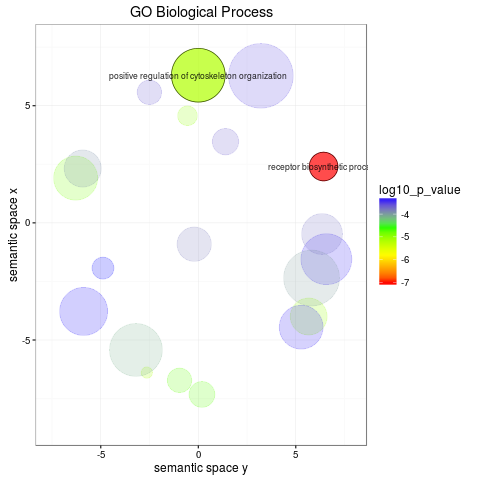 GO Biological Process
positive regulation of cytoskeleton organization
receptor biosynthetic proc
5
0
-5
semantic space x
-5
0
5
semantic space y
log10_p_value
-4
-5
-6
-7